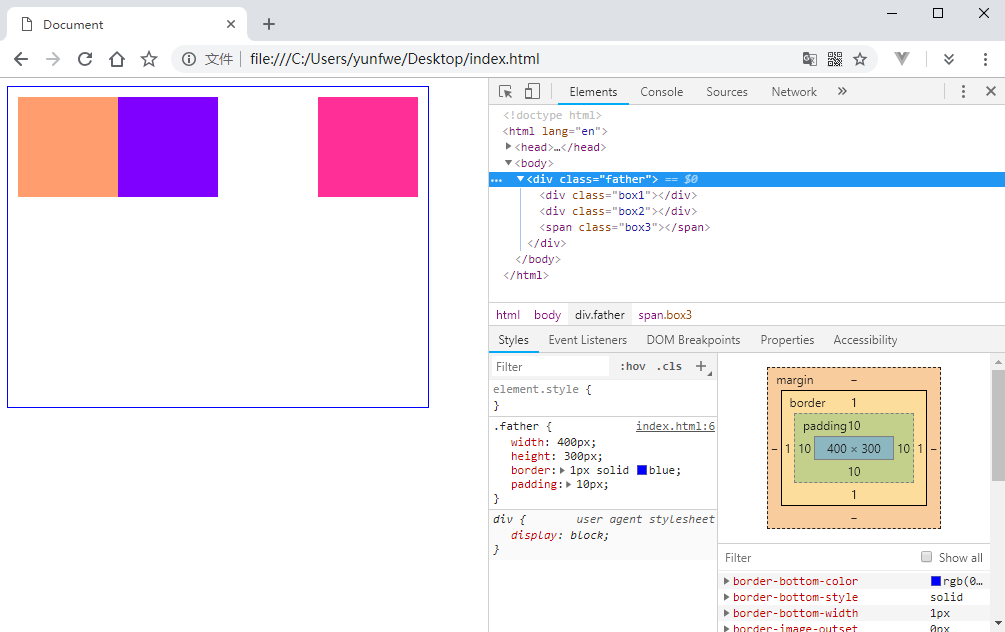 Document
文件 file:///C:/Users/yunfwe/Desktop/index.html
Elements Console Sources Network
<!doctype html>
<html lang="en">
<head>…</head>
<body>
<div class="father"> == $0
<div class="box1"></div>
<div class="box2"></div>
<span class="box3"></span>
</div>
</body>
</html>
html body div.father span.box3
Styles Event Listeners DOM Breakpoints Properties Accessibility
Filter :hov .cls
element.style {
}
.father { index.html:6
width: 400px;
height: 300px;
border: 1px solid blue;
padding: 10px;
}
div { user agent stylesheet
display: block;
}
margin –
border 1
padding 10
– 1 10 400 × 300 10 1 –
10
1
–
Filter Show all
border-bottom-color rgb(0…
border-bottom-style solid
border-bottom-width 1px
border-image-outset 0px